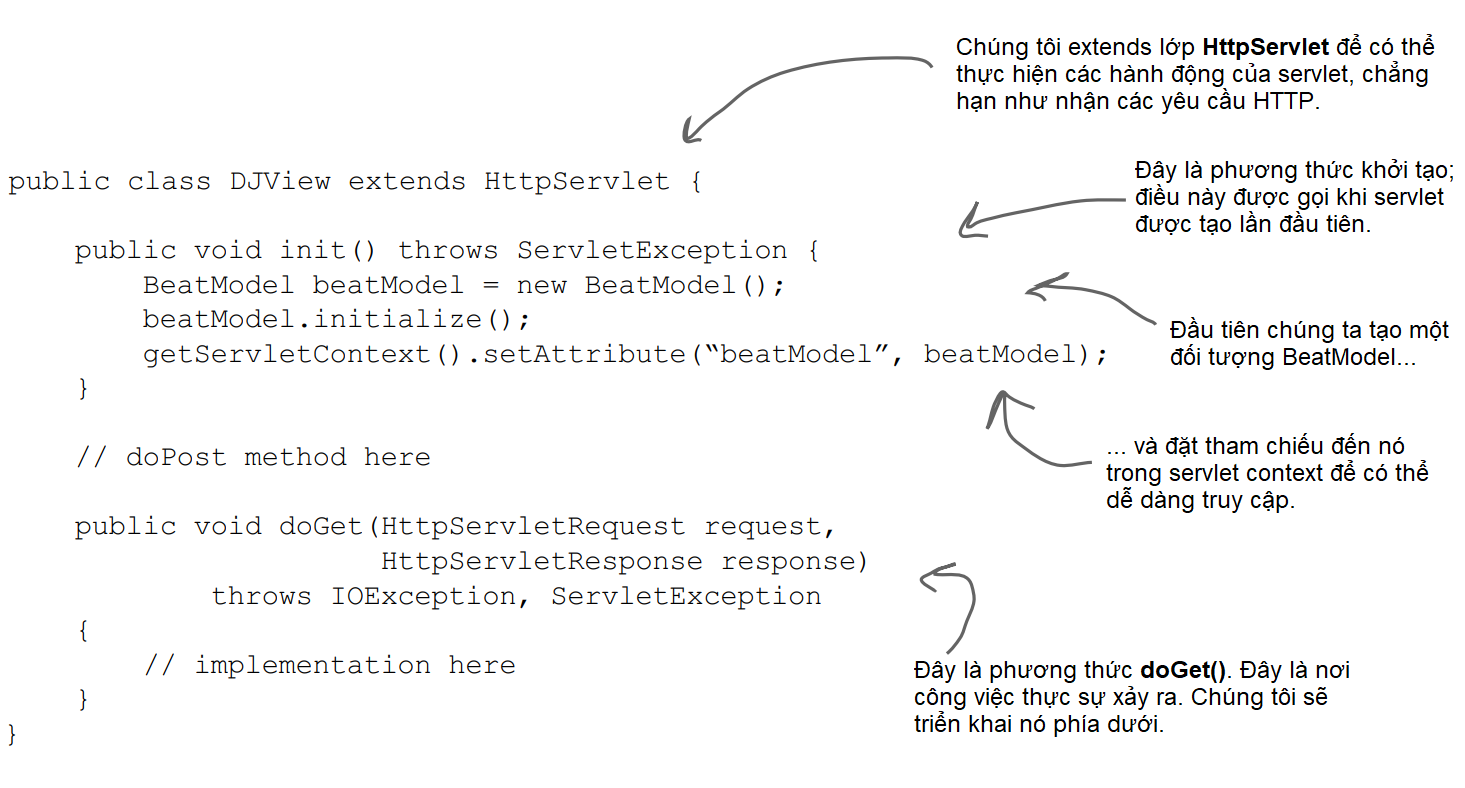 Chúng tôi extends lớp HttpServlet để có thể
thực hiện các hành động của servlet, chẳng
hạn như nhận các yêu cầu HTTP.
public class DJView extends HttpServlet {
Đây là phương thức khởi tạo;
điều này được gọi khi servlet
được tạo lần đầu tiên.
public void init() throws ServletException {
BeatModel beatModel = new BeatModel();
beatModel.initialize();
getServletContext().setAttribute(“beatModel”, beatModel);
}
Đầu tiên chúng ta tạo một
đối tượng BeatModel...
... và đặt tham chiếu đến nó
trong servlet context để có thể
dễ dàng truy cập.
// doPost method here
public void doGet(HttpServletRequest request,
HttpServletResponse response)
throws IOException, ServletException
{
// implementation here
}
}
Đây là phương thức doGet(). Đây là nơi
công việc thực sự xảy ra. Chúng tôi sẽ
triển khai nó phía dưới.